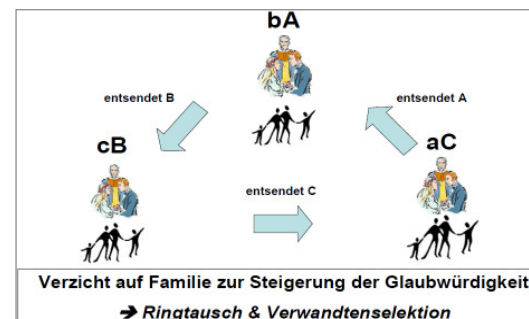 bA
entsendet B
entsendet A
cB
aC
entsendet C
Verzicht auf Familie zur Steigerung der Glaubwürdigkeit
➔ Ringtausch & Verwandtenselektion